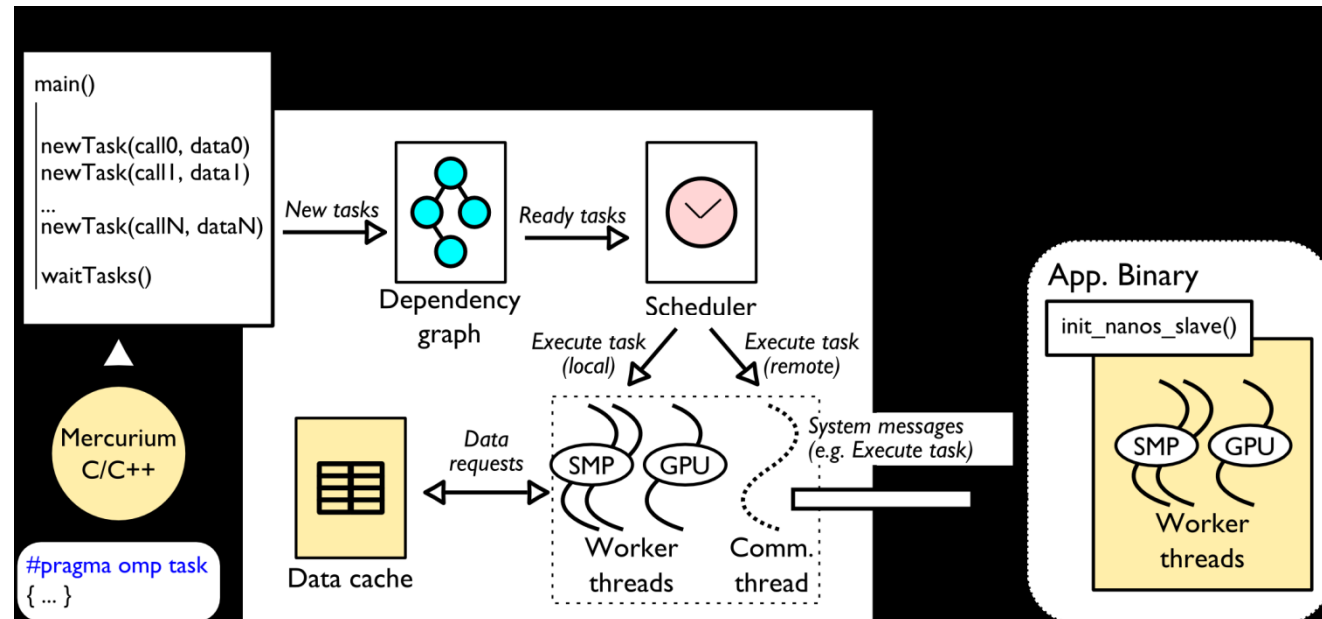 main()
newTask(call0, data0)
newTask(call1, data1)
...
newTask(callN, dataN)
waitTasks()
New tasks
Ready tasks
Dependency
graph
Scheduler
Execute task
(local)
Execute task
(remote)
Mercurium
C/C++
#pragma omp task
{ ... }
Data cache
Data
requests
SMP
GPU
Worker
threads
Comm.
thread
System messages
(e.g. Execute task)
App. Binary
init_nanos_slave()
SMP
GPU
Worker
threads